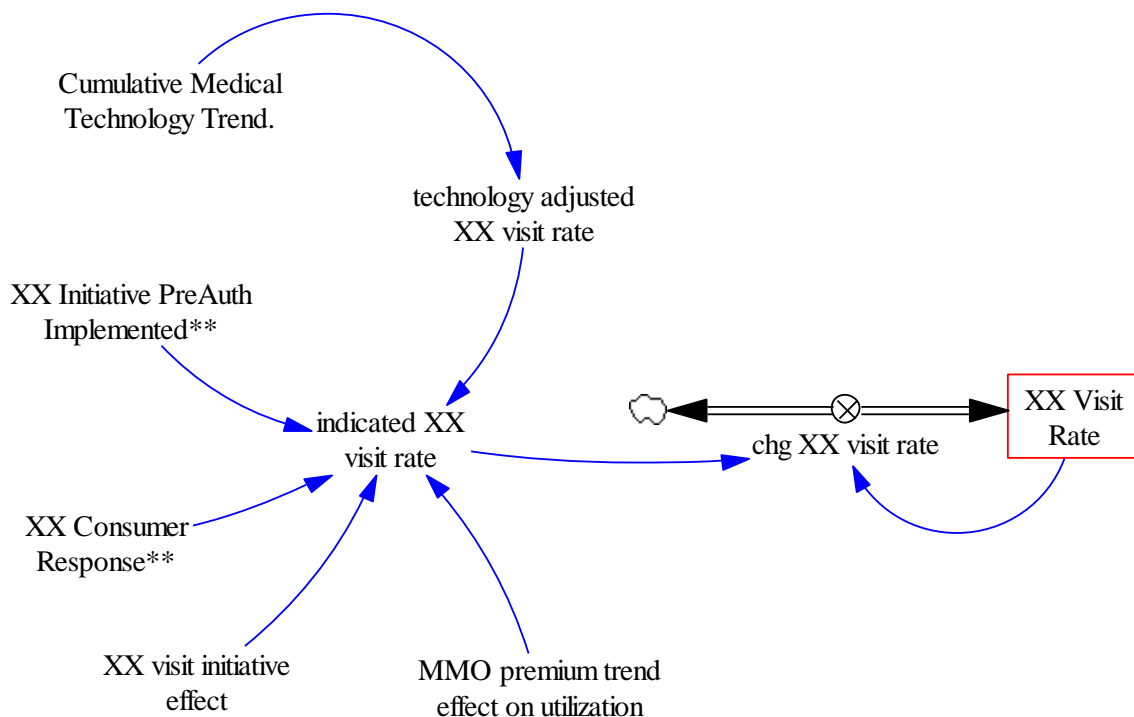 Cumulative Medical
Technology Trend.
technology adjusted
XX visit rate
XX Initiative PreAuth
Implemented**
indicated XX
visit rate
chg XX visit rate
XX Visit
Rate
XX Consumer
Response**
XX visit initiative
effect
MMO premium trend
effect on utilization